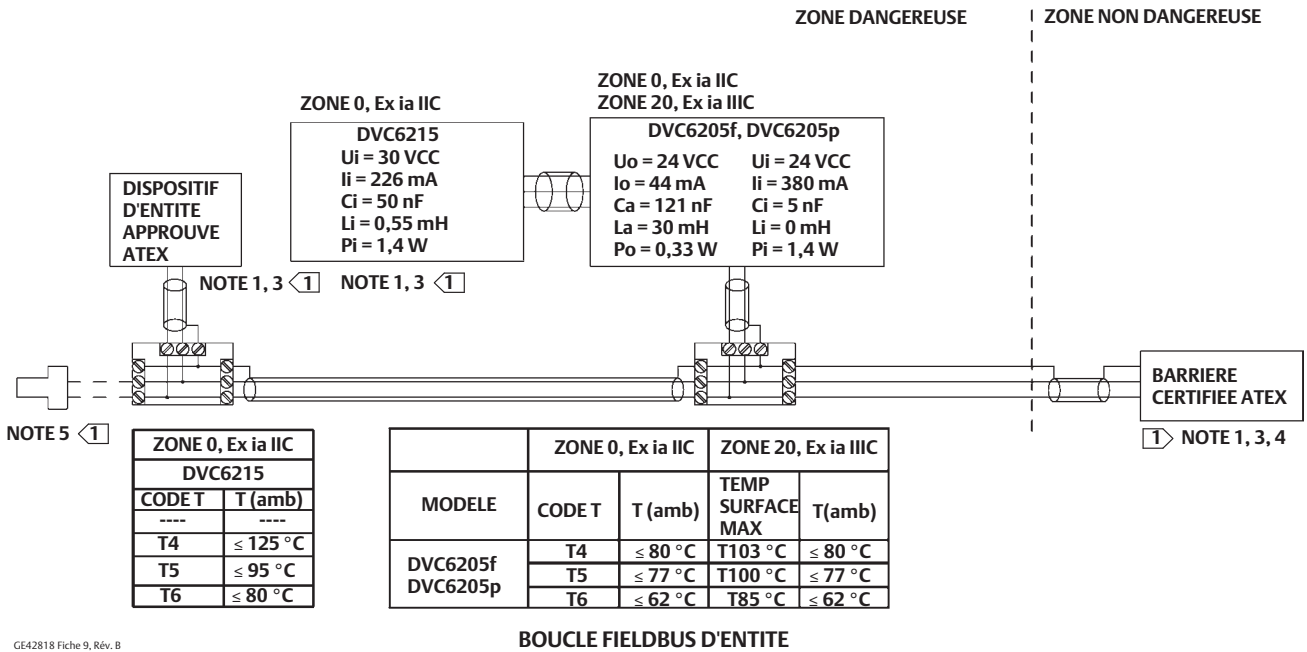 ZONE DANGEREUSE
ZONE NON DANGEREUSE
ZONE 0, Ex ia IIC
DVC6215
Ui = 30 VCC
Ii = 226 mA
Ci = 50 nF
Li = 0,55 mH
Pi = 1,4 W
ZONE 0, Ex ia IIC
ZONE 20, Ex ia IIIC
DVC6205f, DVC6205p
Uo = 24 VCC Ui = 24 VCC
Io = 44 mA Ii = 380 mA
Ca = 121 nF Ci = 5 nF
La = 30 mH Li = 0 mH
Po = 0,33 W Pi = 1,4 W
DISPOSITIF
D'ENTITE
APPROUVE
ATEX
NOTE 1, 3 1
NOTE 1, 3 1
BARRIERE
CERTIFIEE ATEX
1 NOTE 1, 3, 4
NOTE 5 1
ZONE 0, Ex ia IIC
DVC6215
CODE T T (amb)
---- ----
T4 ≤ 125 °C
T5 ≤ 95 °C
T6 ≤ 80 °C
ZONE 0, Ex ia IIC ZONE 20, Ex ia IIIC
MODELE CODE T T (amb) TEMP SURFACE MAX T(amb)
DVC6205f
DVC6205p
T4 ≤ 80 °C T103 °C ≤ 80 °C
T5 ≤ 77 °C T100 °C ≤ 77 °C
T6 ≤ 62 °C T85 °C ≤ 62 °C
GE42818 Fiche 9, Rév. B
BOUCLE FIELDBUS D'ENTITE